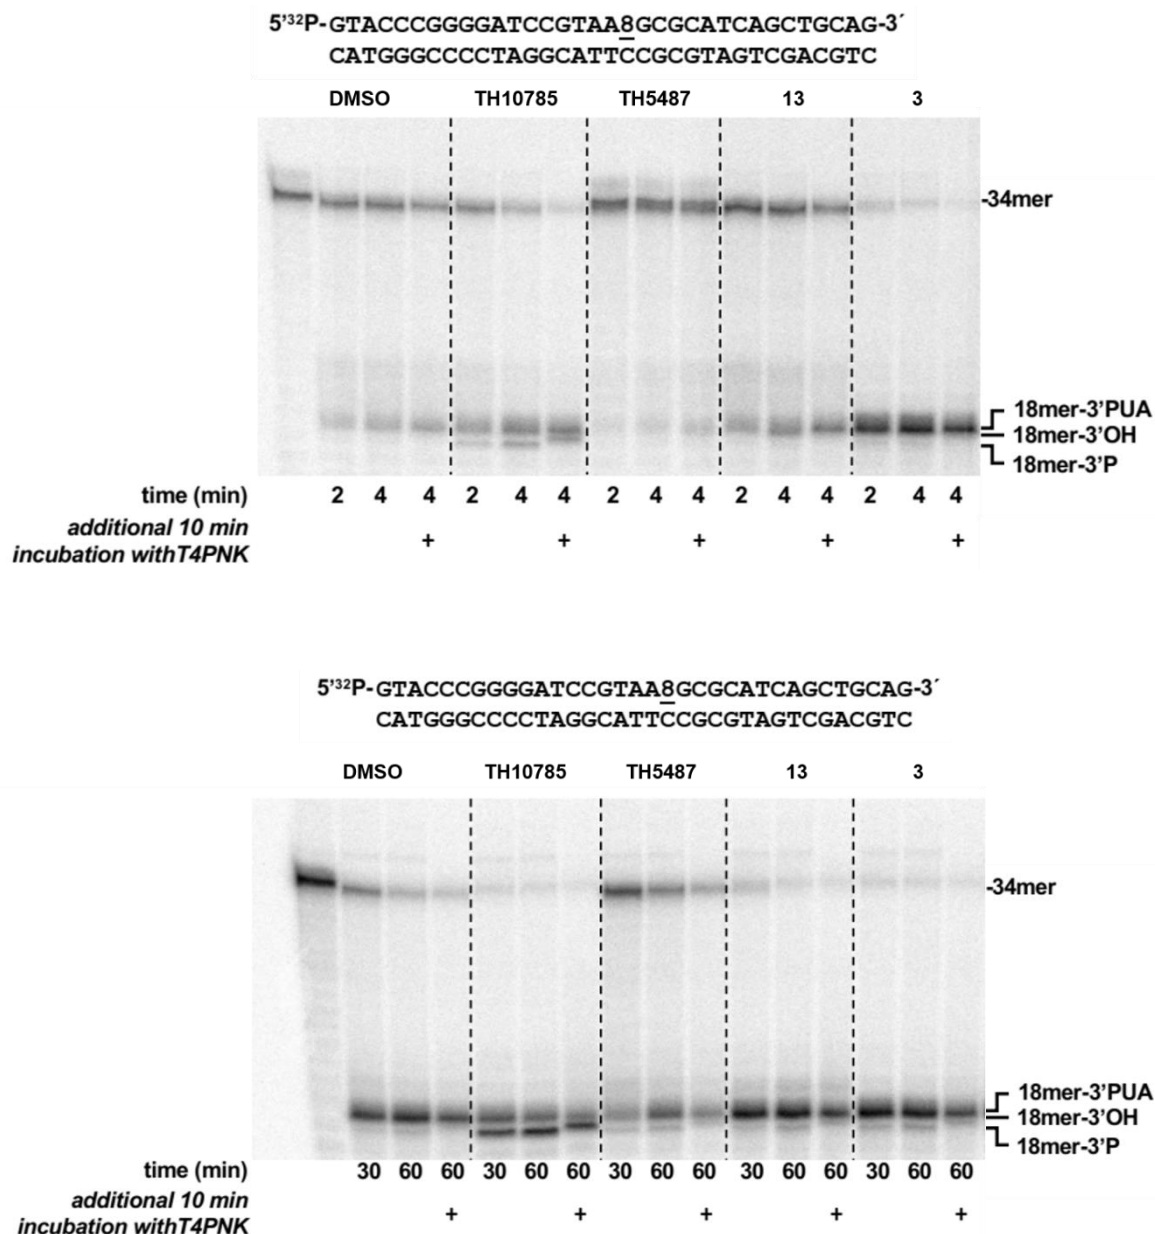 5'³²P-GTACCCGGGGATCCGTAA8GCGCATCAGCTGCAG-3´
CATGGGCCCCTAGGCATTCCGCGTAGTCGACGTC
DMSO TH10785 TH5487 13 3
-34mer
18mer-3'PUA
18mer-3'OH
18mer-3'P
time (min) 2 4 4 2 4 4 2 4 4 2 4 4 2 4 4
additional 10 min
incubation withT4PNK + + + + +
5'³²P-GTACCCGGGGATCCGTAA8GCGCATCAGCTGCAG-3´
CATGGGCCCCTAGGCATTCCGCGTAGTCGACGTC
DMSO TH10785 TH5487 13 3
-34mer
18mer-3'PUA
18mer-3'OH
18mer-3'P
time (min) 30 60 60 30 60 60 30 60 60 30 60 60 30 60 60
additional 10 min
incubation withT4PNK + + + + +